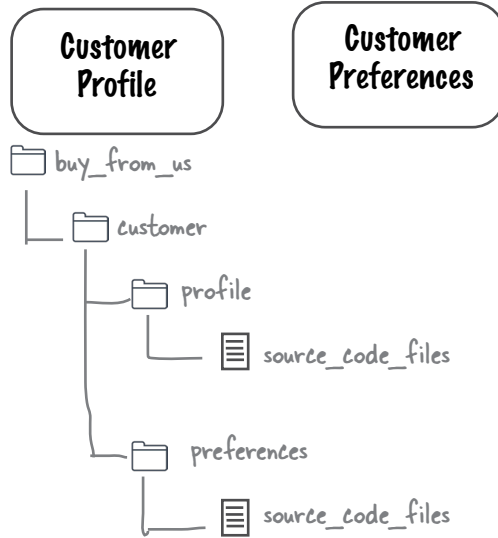 Customer
Profile
Customer
Preferences
buy_from_us
customer
profile
source_code_files
preferences
source_code_files